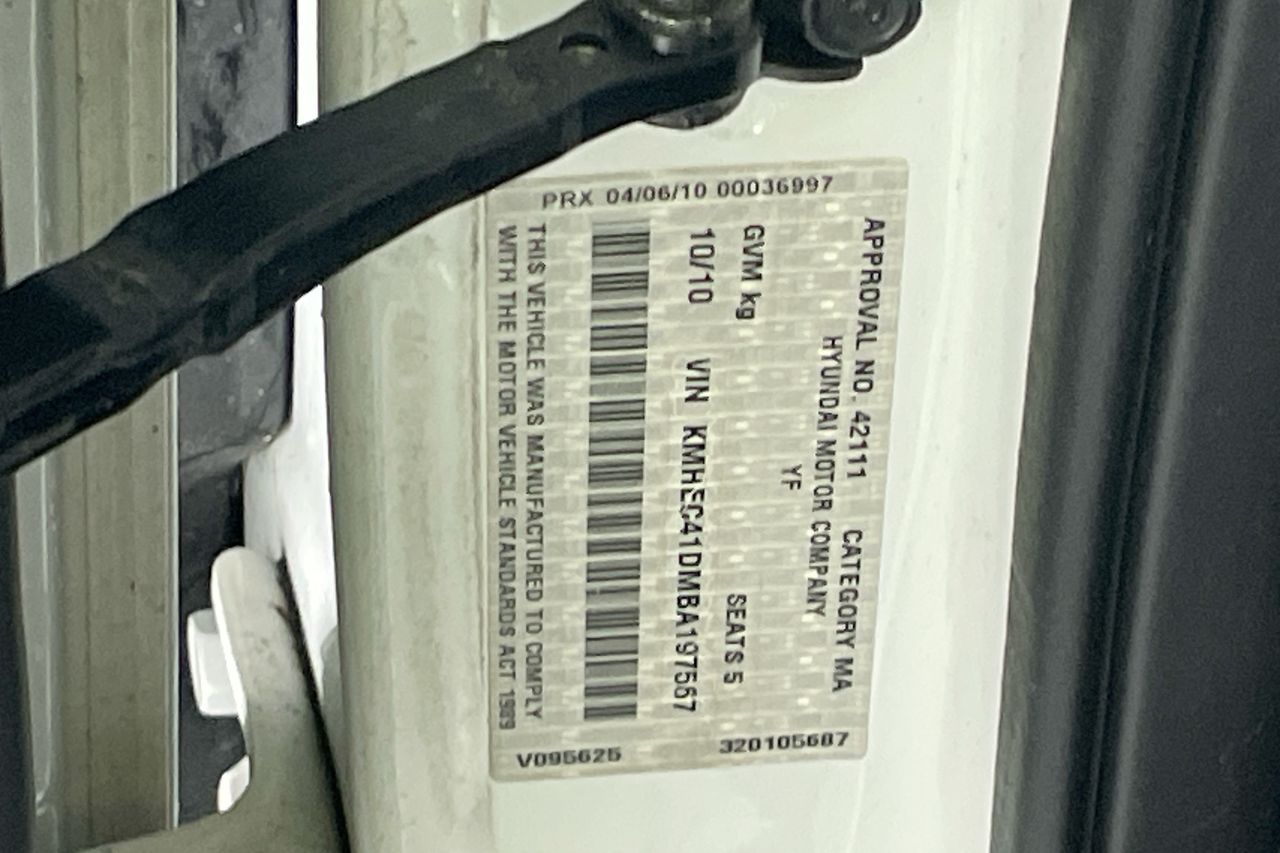 APPROVAL NO. 42111 CATEGORY MA
HYUNDAI MOTOR COMPANY
YF
GVM kg SEATS 5
10/10 VIN KMHEC41DMBA197567
THIS VEHICLE WAS MANUFACTURED TO COMPLY
WITH THE MOTOR VEHICLE STANDARDS ACT 1989
PRX 04/06/10 00036997
V095625
320105687